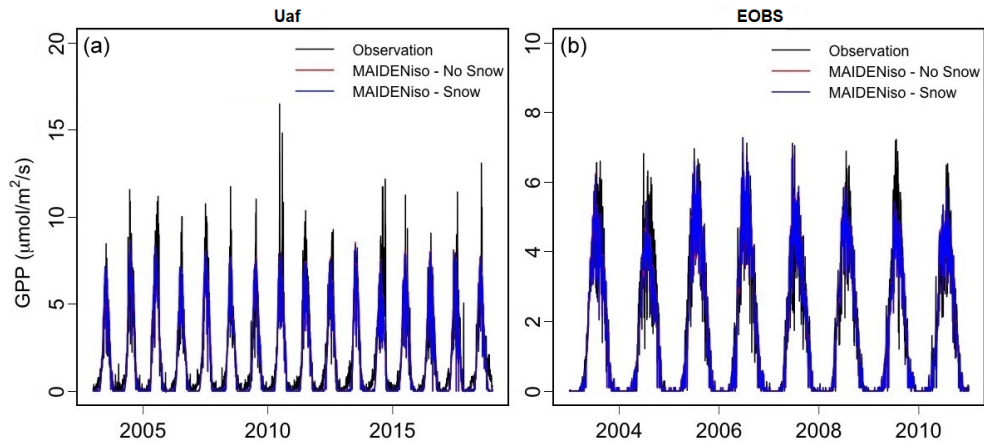 Uaf
EOBS
(a)
Observation
MAIDENiso - No Snow
MAIDENiso - Snow
GPP (μmol/m²/s)
0
5
10
15
20
2005
2010
2015
(b)
Observation
MAIDENiso - No Snow
MAIDENiso - Snow
0
2
4
6
8
10
2004
2006
2008
2010